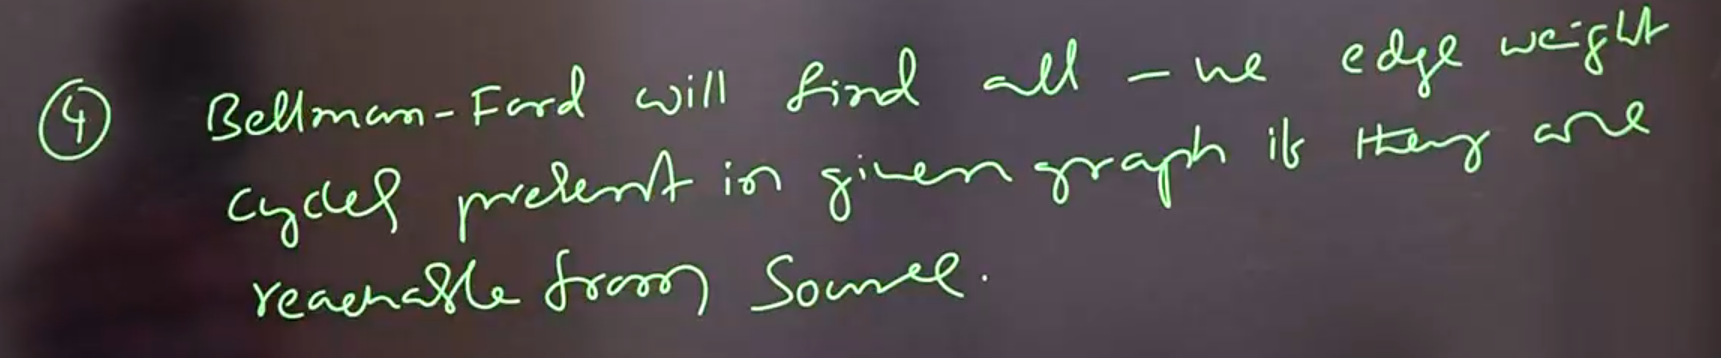 ④ Bellman-Ford will find all -ve edge weight
cycles present in given graph if they are
reachable from source.